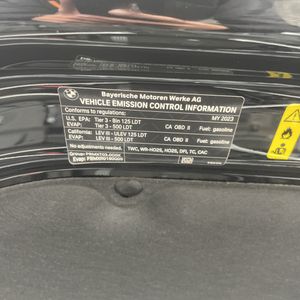 Bayerische Motoren Werke AG
VEHICLE EMISSION CONTROL INFORMATION
Conforms to regulations: MY 2023
U.S. EPA: Tier 3 - Bin 125 LDT
EVAP: Tier 3 - 500 LDT CA OBD II Fuel: gasoline
California: LEV III - ULEV 125 LDT
EVAP: LEV III - 500 LDT CA OBD II Fuel: gasoline
No adjustments needed. TWC, WR-HO2S, HO2S, DFI, TC, CAC
Group:
Evap: